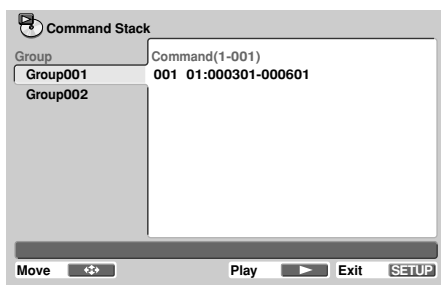 Command Stack
Group
Group001
Group002
Command(1-001)
001 01:000301-000601
Move Play Exit SETUP